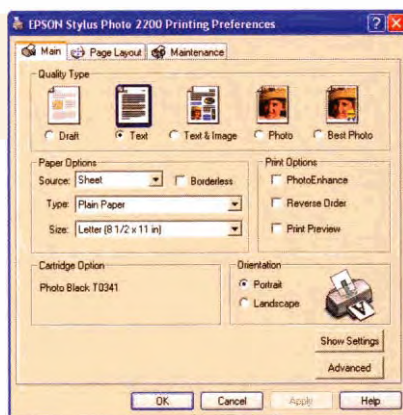 EPSON Stylus Photo 2200 Printing Preferences
Main Page Layout Maintenance
Quality Type
Draft Text Text & Image Photo Best Photo
Paper Options
Source: Sheet Borderless
Type: Plain Paper
Size: Letter (8 1/2 x 11 in)
Print Options
PhotoEnhance
Reverse Order
Print Preview
Cartridge Option
Photo Black T0341
Orientation
Portrait
Landscape
Show Settings
Advanced
OK Cancel Apply Help